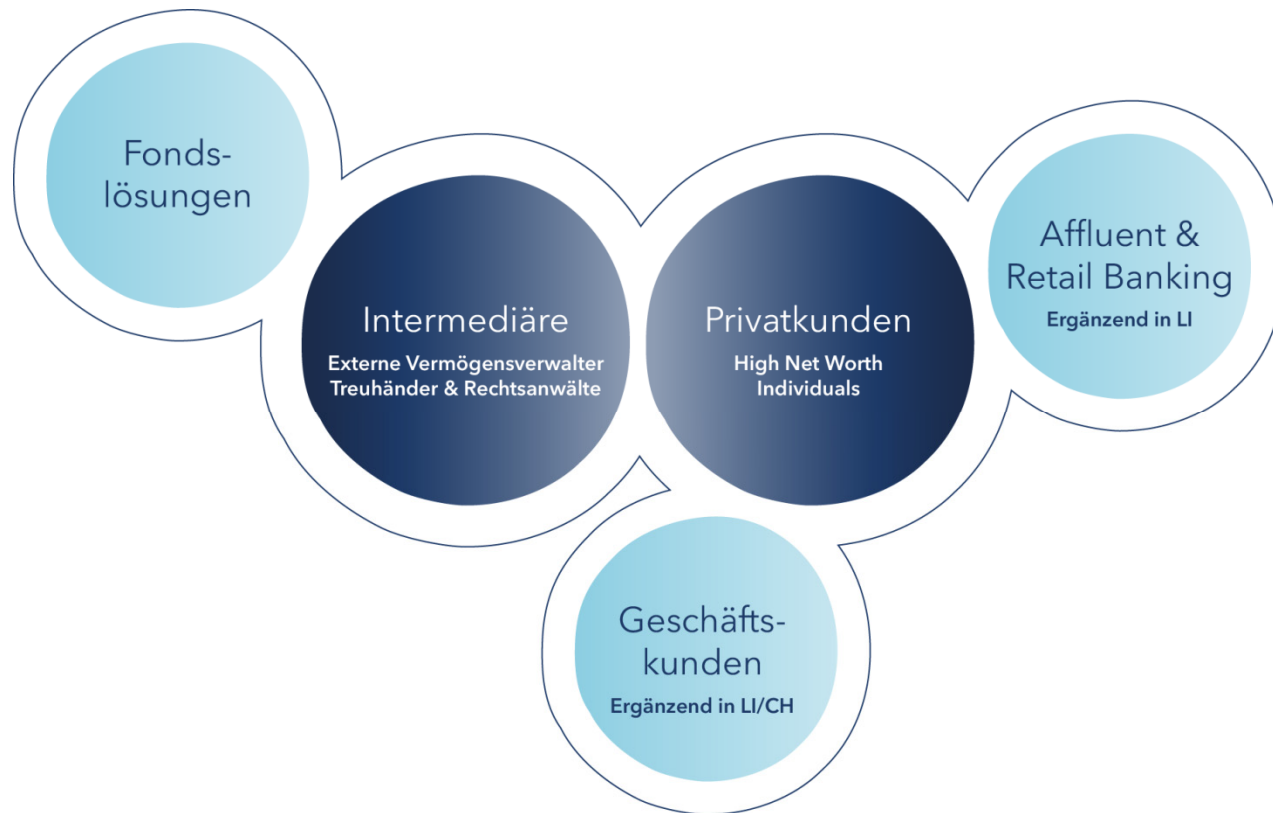 Fonds-
lösungen
Intermediäre
Externe Vermögensverwalter
Treuhänder & Rechtsanwälte
Privatkunden
High Net Worth
Individuals
Affluent &
Retail Banking
Ergänzend in LI
Geschäfts-
kunden
Ergänzend in LI/CH